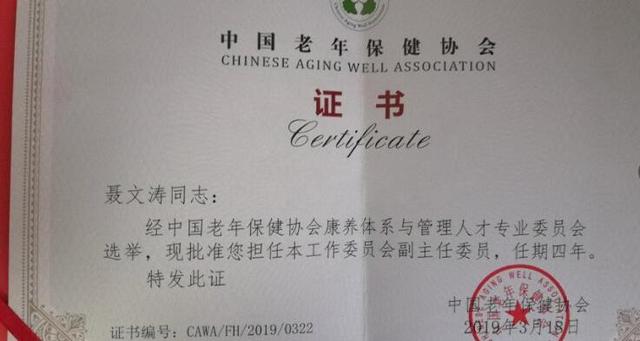 Chinese Aging Well Association
中国老年保健协会
CHINESE AGING WELL ASSOCIATION
证书
Certificate
聂文涛同志：
经中国老年保健协会康养体系与管理人才专业委员会
选举，现批准您担任本工作委员会副主任委员，任期四年。
特发此证
中国老年保健协会
证书编号：CAWA/FH/2019/0322
2019年3月18日